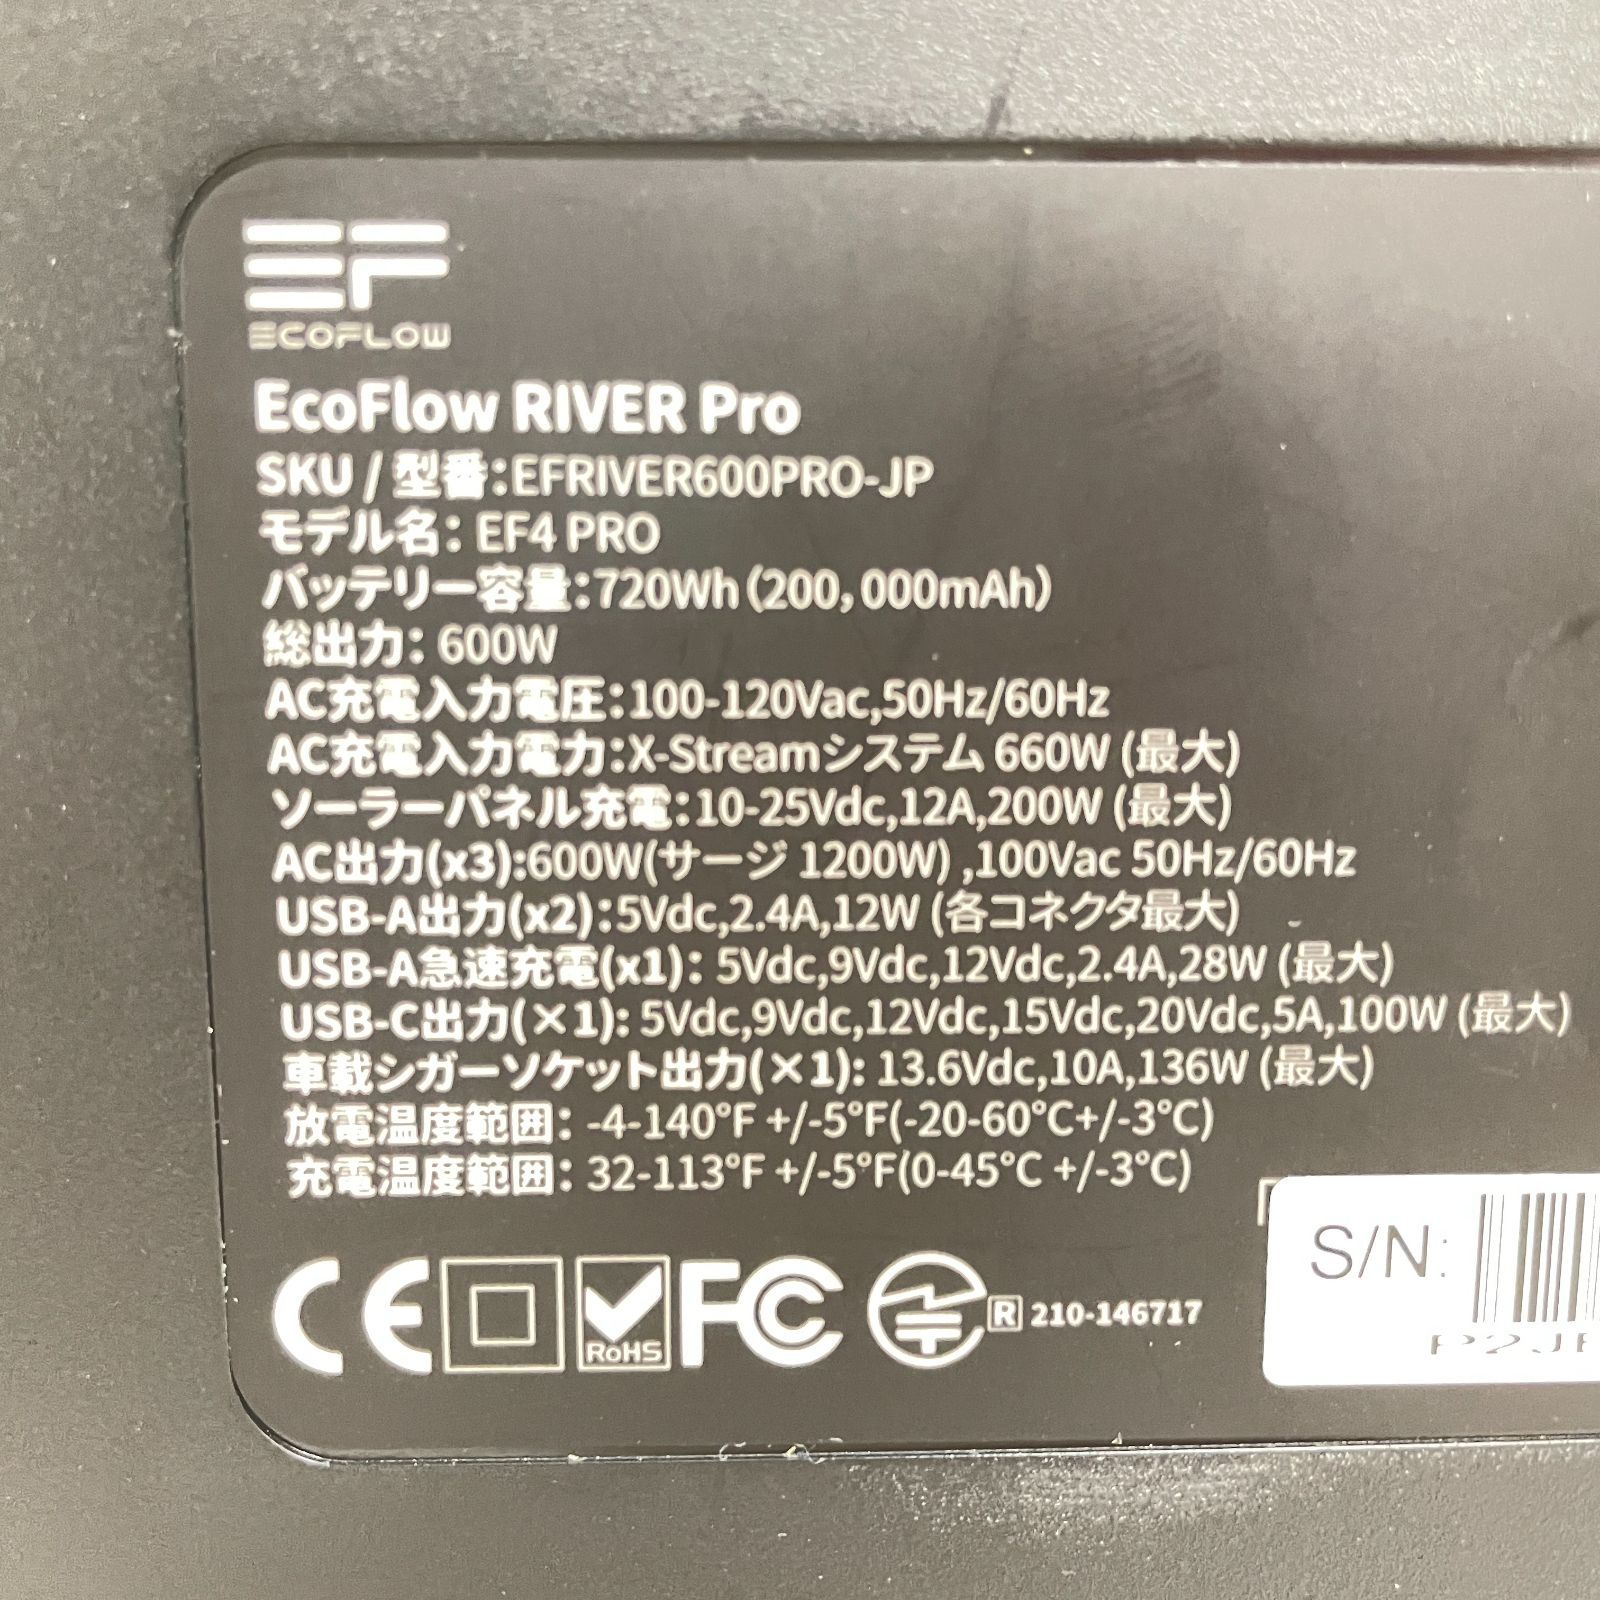 ECOFLOW
EcoFlow RIVER Pro
SKU / 型番:EFRIVER600PRO-JP
モデル名: EF4 PRO
バッテリー容量:720Wh(200,000mAh)
総出力: 600W
AC充電入力電圧:100-120Vac,50Hz/60Hz
AC充電入力電力:X-Streamシステム 660W (最大)
ソーラーパネル充電:10-25Vdc,12A,200W (最大)
AC出力(x3):600W(サージ 1200W) ,100Vac 50Hz/60Hz
USB-A出力(x2):5Vdc,2.4A,12W (各コネクタ最大)
USB-A急速充電(x1): 5Vdc,9Vdc,12Vdc,2.4A,28W (最大)
USB-C出力(×1): 5Vdc,9Vdc,12Vdc,15Vdc,20Vdc,5A,100W (最大)
車載シガーソケット出力(×1): 13.6Vdc,10A,136W (最大)
放電温度範囲: -4-140°F +/-5°F(-20-60°C+/-3°C)
充電温度範囲: 32-113°F +/-5°F(0-45°C +/-3°C)
S/N:
CE RoHS FC R 210-146717